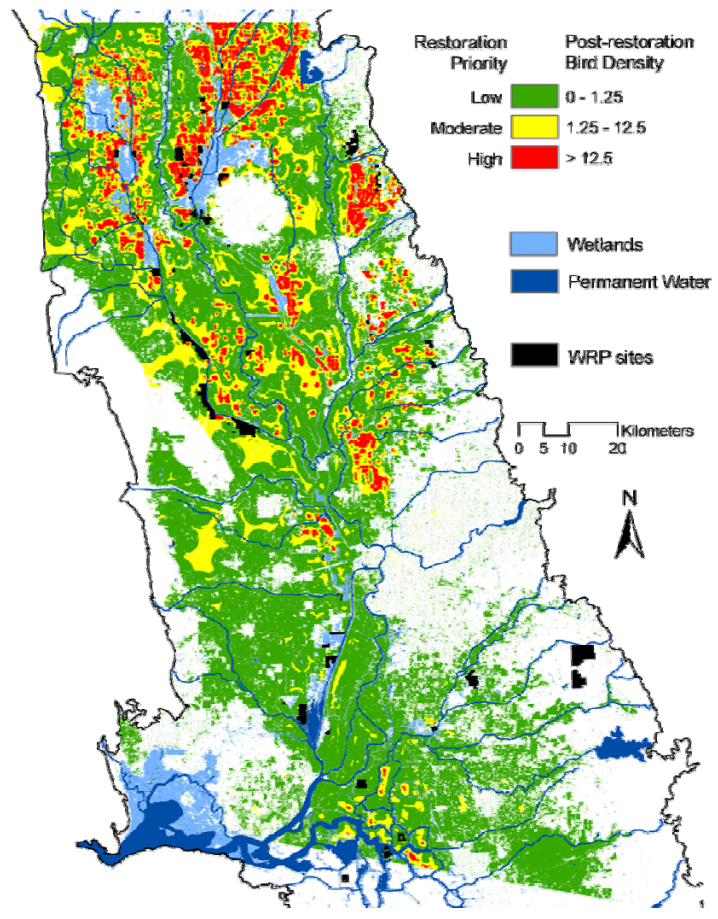 Restoration Post-restoration
Priority Bird Density
Low 0 - 1.25
Moderate 1.25 - 12.5
High > 12.5
Wetlands
Permanent Water
WRP sites
Kilometers
0 5 10 20
N